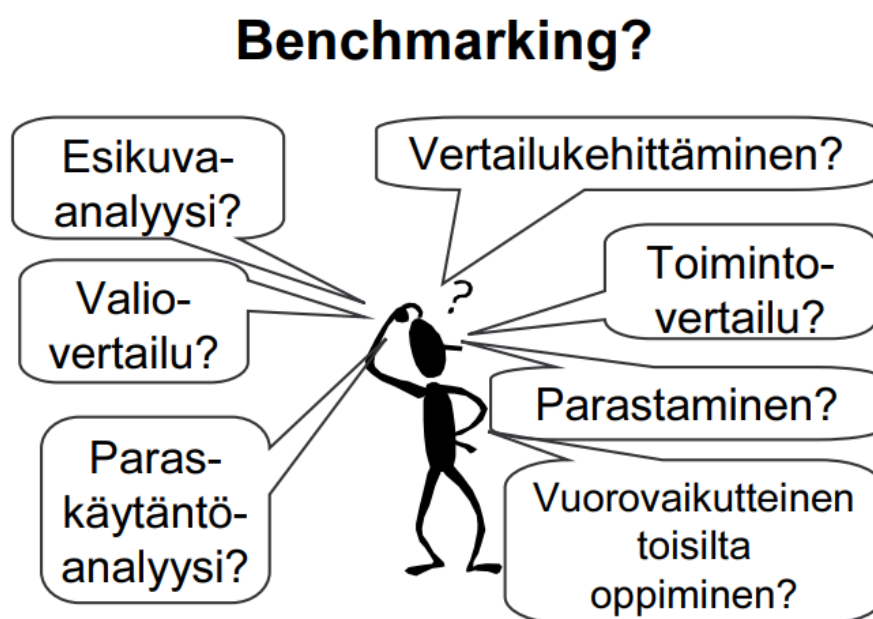 Benchmarking?
Esikuva-
analyysi?
Vertailukehittäminen?
Valio-
vertailu?
?
Toiminto-
vertailu?
Parastaminen?
Paras-
käytäntö-
analyysi?
Vuorovaikutteinen
toisilta
oppiminen?